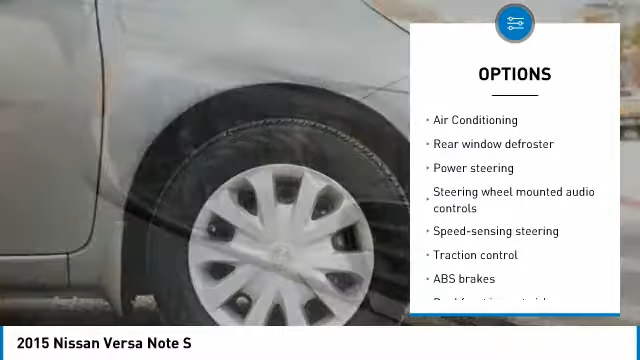 OPTIONS
Air Conditioning
Rear window defroster
Power steering
Steering wheel mounted audio
controls
Speed-sensing steering
Traction control
ABS brakes
2015 Nissan Versa Note S